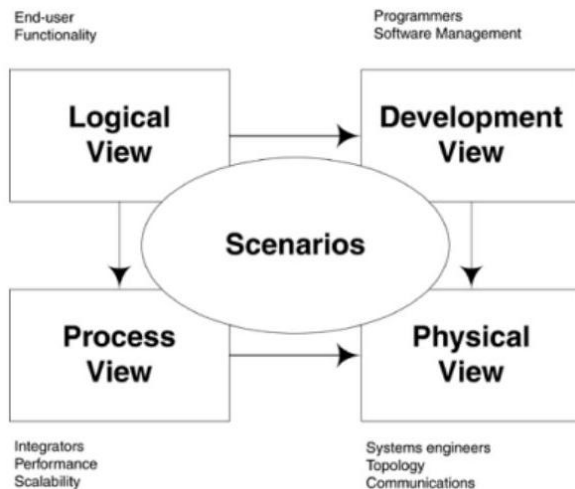 End-user
Functionality
Programmers
Software Management
Logical
View
Development
View
Scenarios
Process
View
Physical
View
Integrators
Performance
Scalability
Systems engineers
Topology
Communications